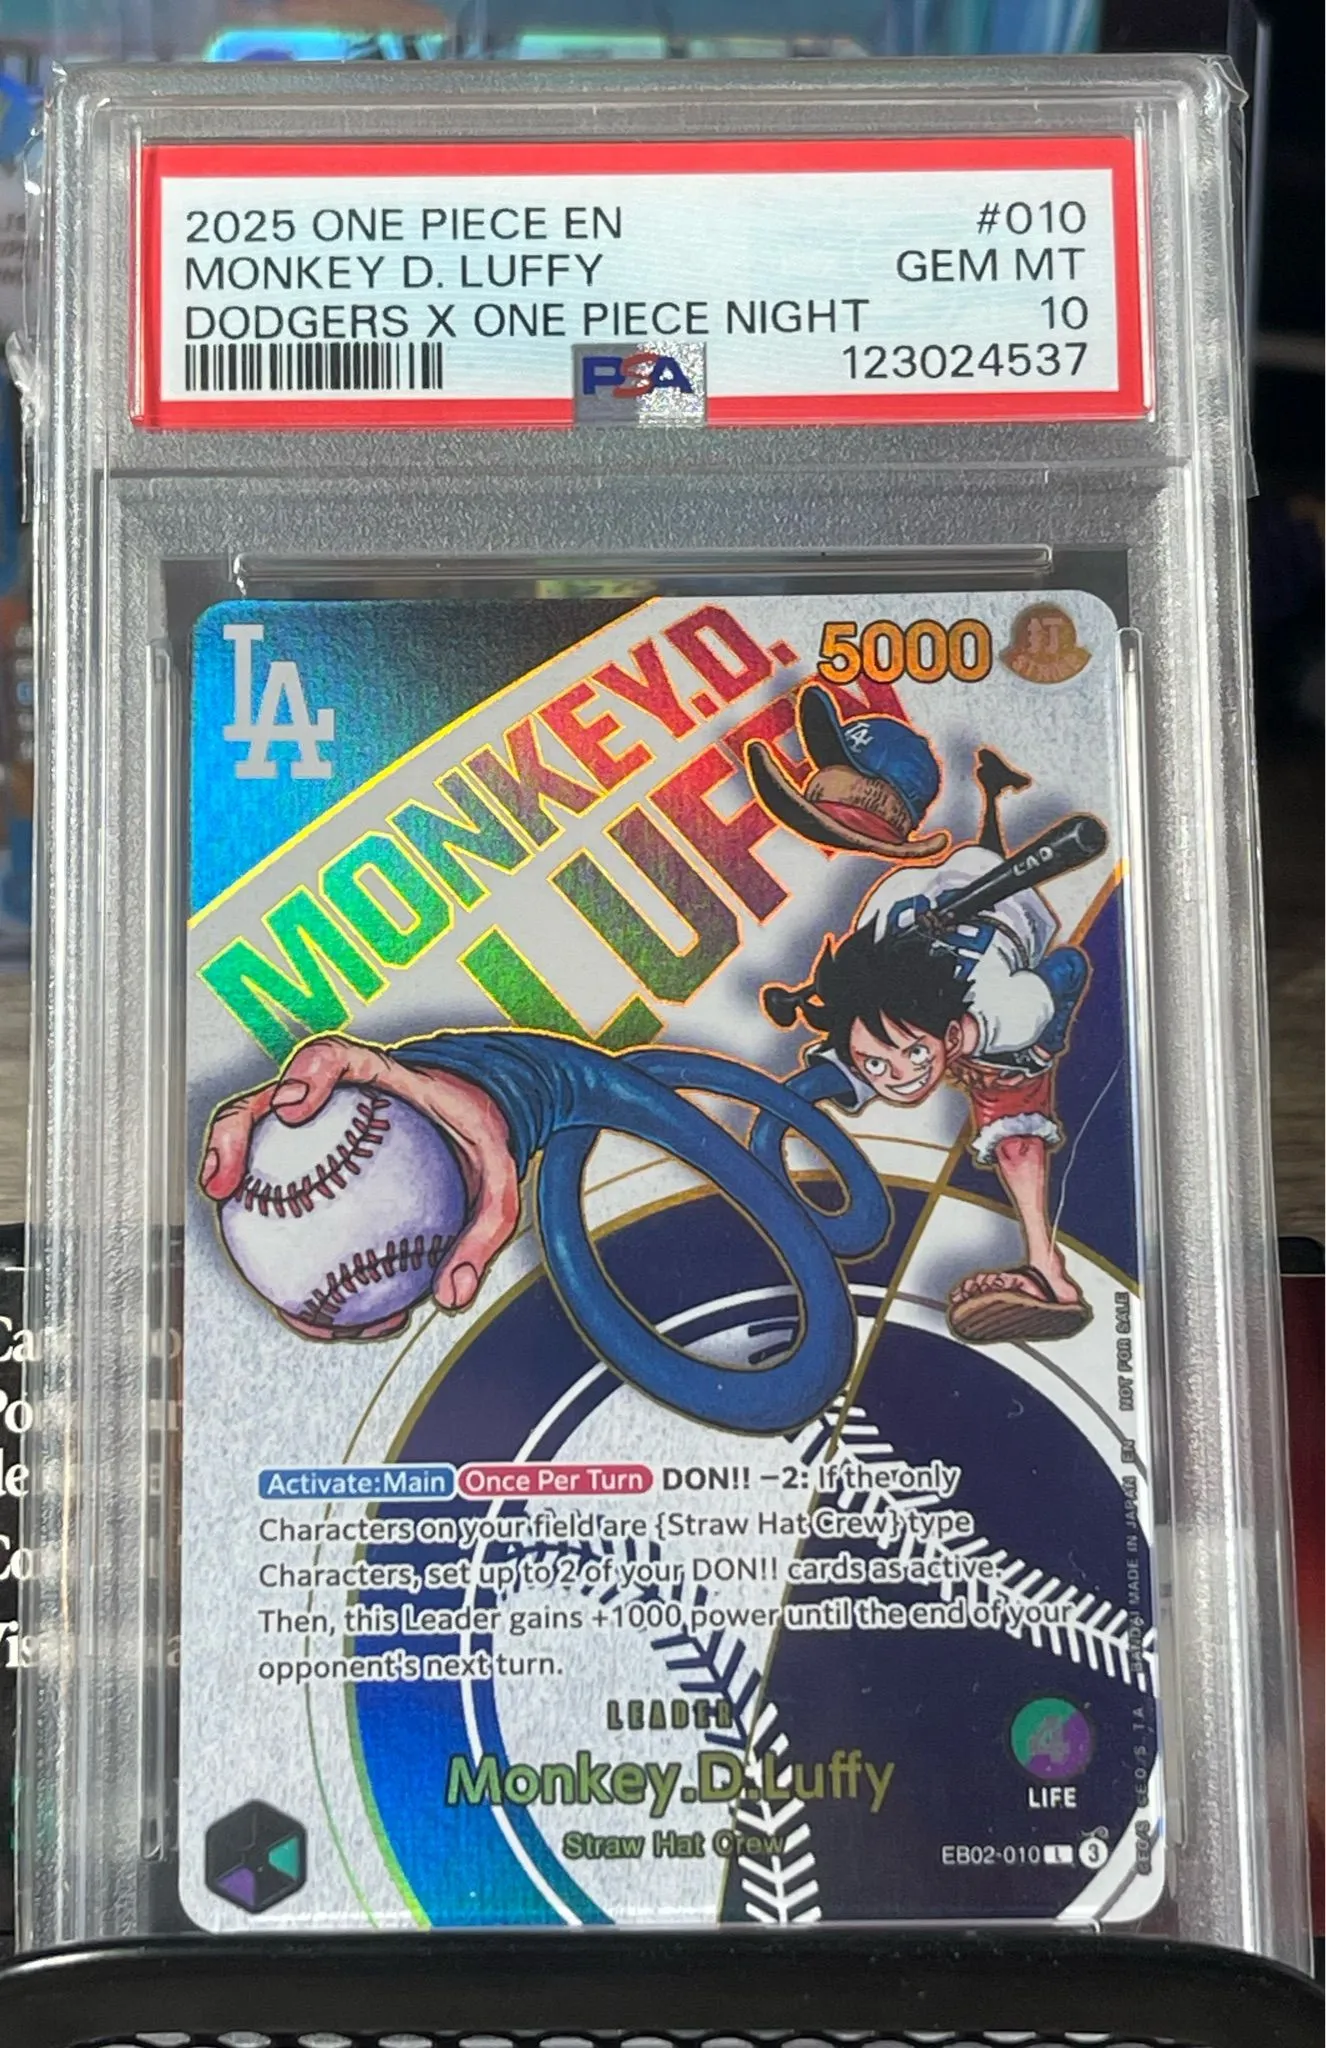 2025 ONE PIECE EN #010
MONKEY D. LUFFY GEM MT
DODGERS X ONE PIECE NIGHT 10
123024537
PSA
LA
MONKEY.D.
LUFFY
5000
打
LA
Activate:Main Once Per Turn DON!! −2: If the only
Characters on your field are {Straw Hat Crew} type
Characters, set up to 2 of your DON!! cards as active.
Then, this Leader gains +1000 power until the end of your
opponent's next turn.
LEADER
Monkey.D.Luffy
Straw Hat Crew
4
LIFE
EB02-010 L 3
BANDAI MADE IN JAPAN EN NOT FOR SALE